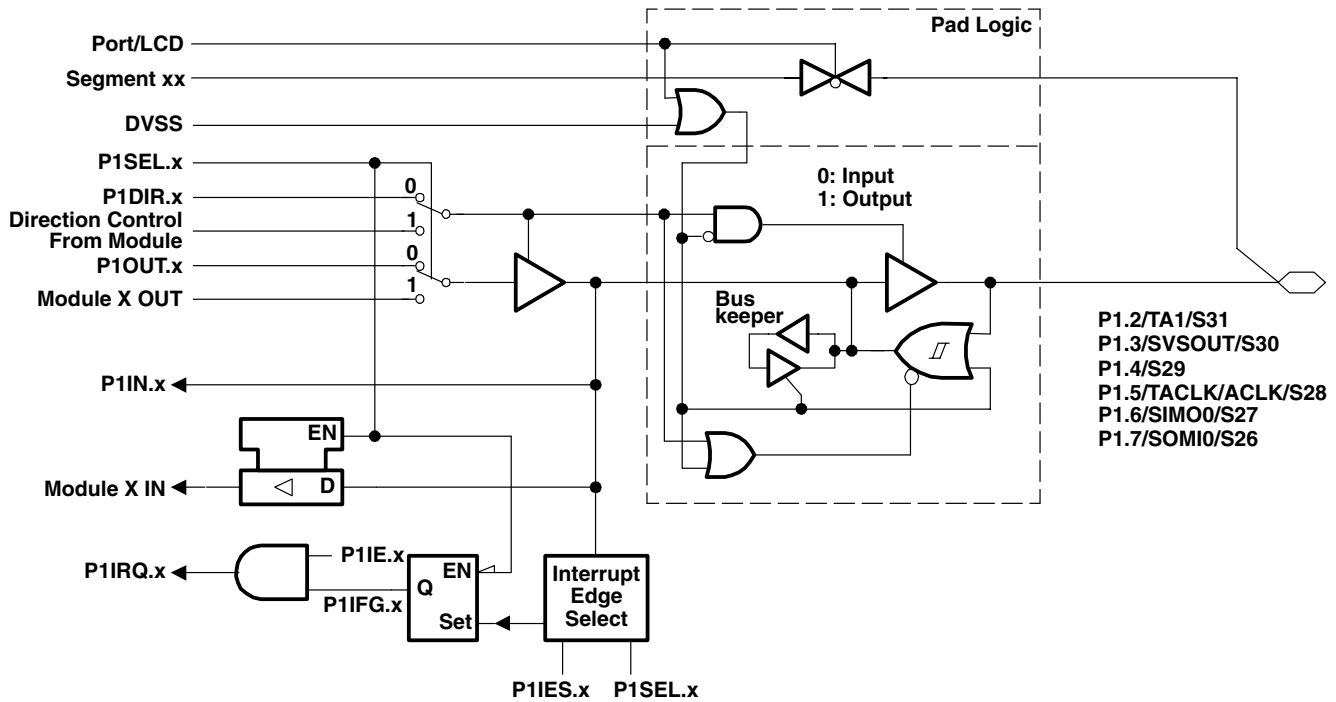 Pad Logic
Port/LCD
Segment xx
DVSS
P1SEL.x
0: Input
1: Output
P1DIR.x
0
Direction Control
From Module
1
P1OUT.x
0
Module X OUT
1
Bus
keeper
P1.2/TA1/S31
P1.3/SVSOUT/S30
P1.4/S29
P1.5/TACLK/ACLK/S28
P1.6/SIMO0/S27
P1.7/SOMI0/S26
P1IN.x
EN
Module X IN
D
P1IRQ.x
P1IE.x
P1IFG.x
EN
Q
Set
Interrupt
Edge
Select
P1IES.x
P1SEL.x